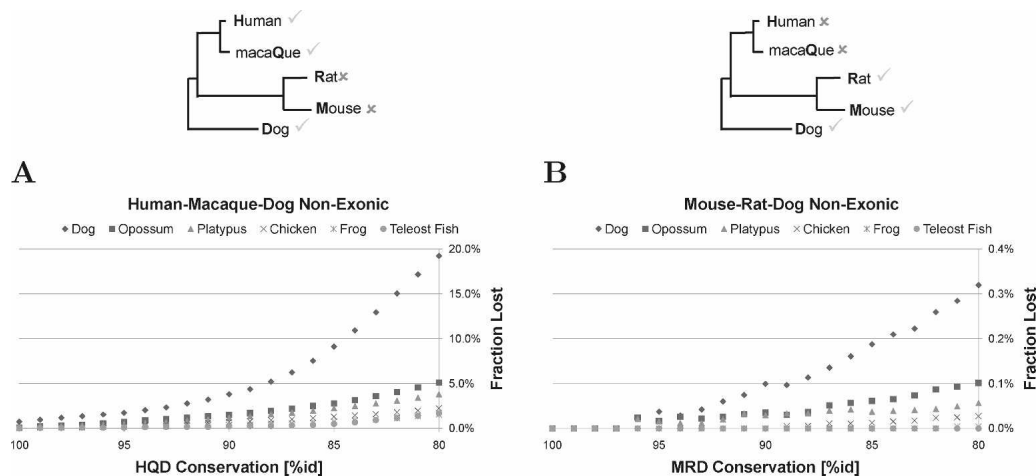 Human ✓
macaQue ✓
Rat ✗
Mouse ✗
Dog ✓
A
Human-Macaque-Dog Non-Exonic
Dog Opossum Platypus Chicken Frog Teleost Fish
20.0%
15.0%
10.0%
5.0%
0.0%
Fraction Lost
100 95 90 85 80
HQD Conservation [%id]
Human ✗
macaQue ✗
Rat ✓
Mouse ✓
Dog ✓
B
Mouse-Rat-Dog Non-Exonic
Dog Opossum Platypus Chicken Frog Teleost Fish
0.4%
0.3%
0.2%
0.1%
0.0%
Fraction Lost
100 95 90 85 80
MRD Conservation [%id]